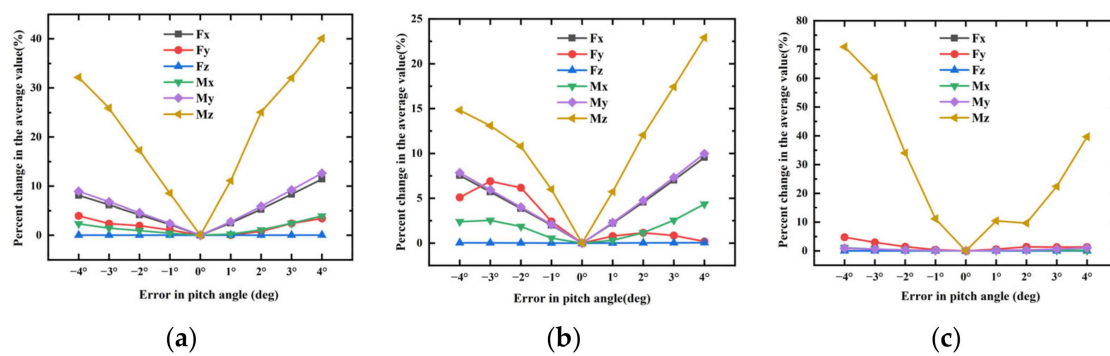 Percent change in the average value(%)
40
30
20
10
0
Fx
Fy
Fz
Mx
My
Mz
−4° −3° −2° −1° 0° 1° 2° 3° 4°
Error in pitch angle (deg)
(a)
Percent change in the average value(%)
25
20
15
10
5
0
Fx
Fy
Fz
Mx
My
Mz
−4° −3° −2° −1° 0° 1° 2° 3° 4°
Error in pitch angle(deg)
(b)
Percent change in the average value(%)
80
70
60
50
40
30
20
10
0
Fx
Fy
Fz
Mx
My
Mz
−4° −3° −2° −1° 0° 1° 2° 3° 4°
Error in pitch angle (deg)
(c)